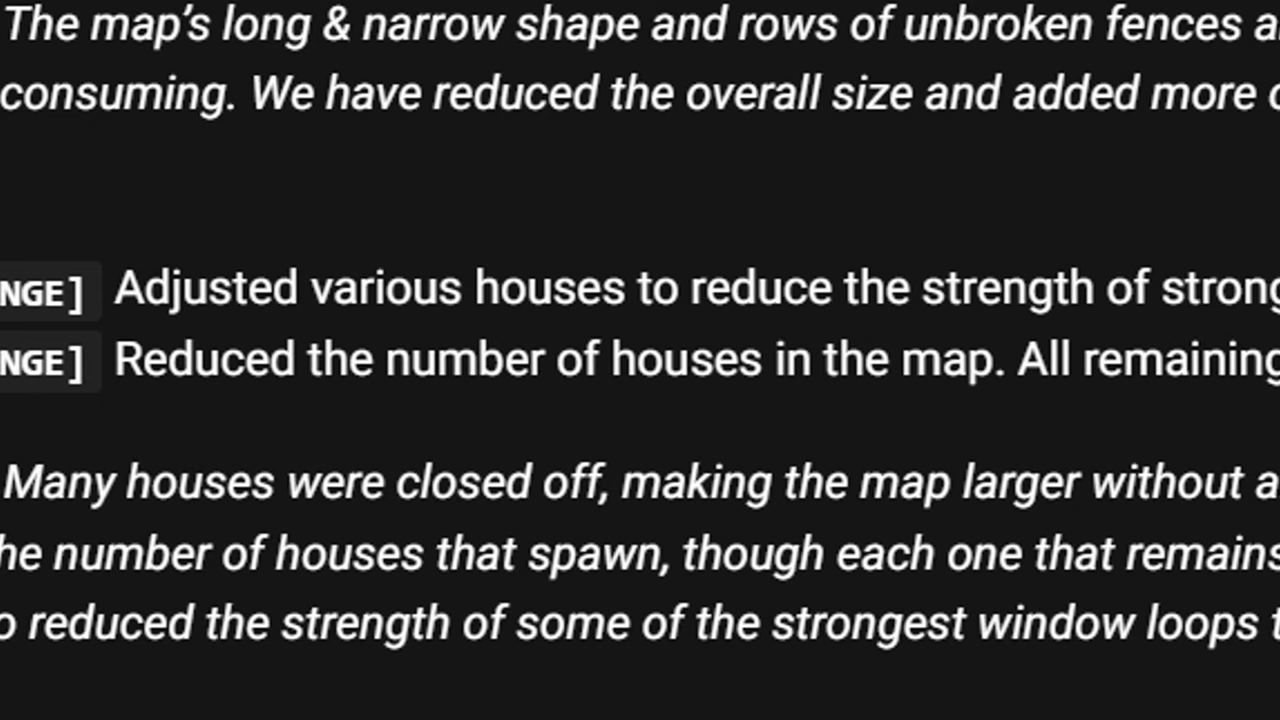 The map's long & narrow shape and rows of unbroken fences
consuming. We have reduced the overall size and added more
NGE] Adjusted various houses to reduce the strength of strong
NGE] Reduced the number of houses in the map. All remaining
Many houses were closed off, making the map larger without a
he number of houses that spawn, though each one that remains
o reduced the strength of some of the strongest window loops